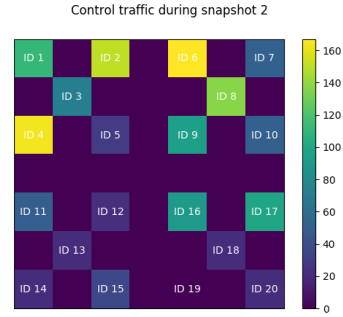 Control traffic during snapshot 2
ID 1 ID 2 ID 6 ID 7
ID 3 ID 8
ID 4 ID 5 ID 9 ID 10
ID 11 ID 12 ID 16 ID 17
ID 13 ID 18
ID 14 ID 15 ID 19 ID 20
160
140
120
100
80
60
40
20
0